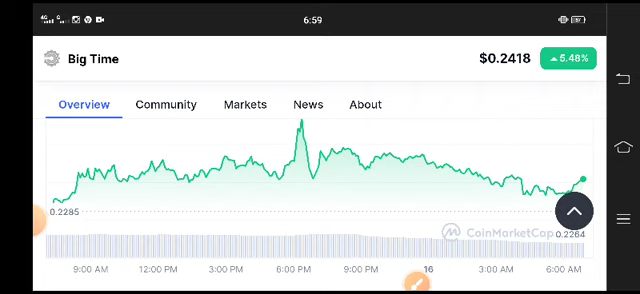 6:59
Big Time
$0.2418
5.48%
Overview Community Markets News About
0.2285
CoinMarketCap
0.2264
9:00 AM 12:00 PM 3:00 PM 6:00 PM 9:00 PM 16 3:00 AM 6:00 AM